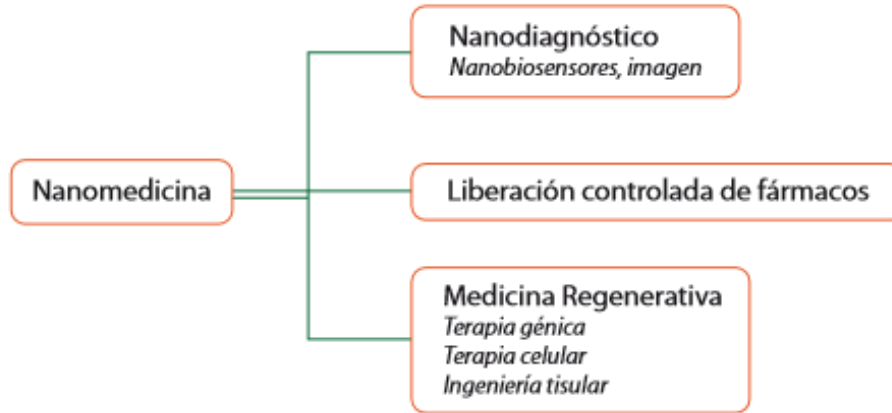 Nanodiagnóstico
Nanobiosensores, imagen
Nanomedicina
Liberación controlada de fármacos
Medicina Regenerativa
Terapia génica
Terapia celular
Ingeniería tisular